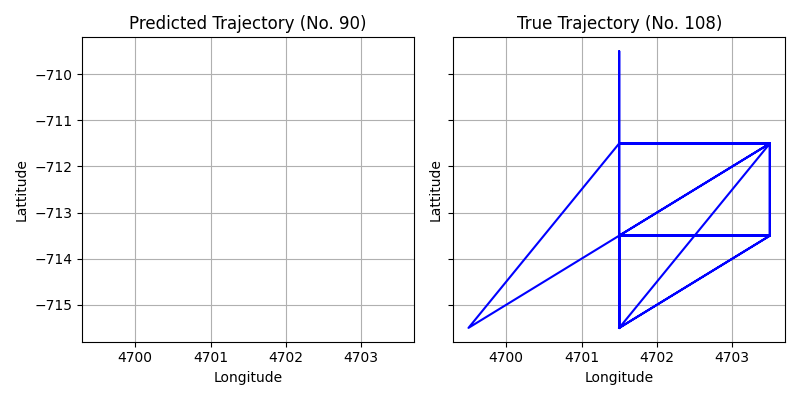 Predicted Trajectory (No. 90)
True Trajectory (No. 108)
Lattitude
−710
−711
−712
−713
−714
−715
4700 4701 4702 4703
Longitude
Lattitude
4700 4701 4702 4703
Longitude